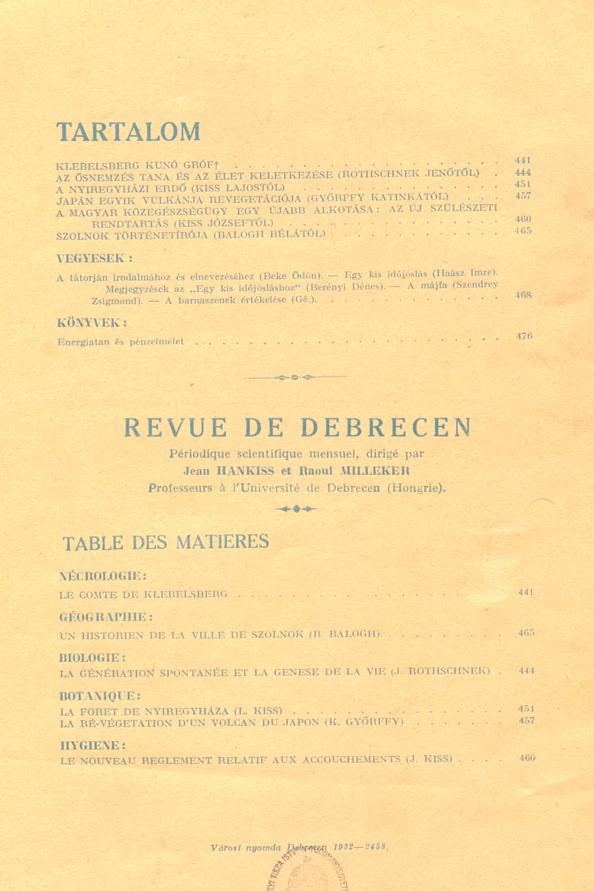 TARTALOM
KLEBELSBERG KUNÓ GRÓF† . . . . . . . . . . . . . . . . . . 441
AZ ŐSNEMZÉS TANA ÉS AZ ÉLET KELETKEZÉSE (ROTHSCHNEK JENŐTŐL) . 444
A NYIREGYHÁZI ERDŐ (KISS LAJOSTÓL) . . . . . . . . . . . . . 451
JAPÁN EGYIK VULKÁNJA REVEGETÁCIÓJA (GYŐRFFY KATINKÁTÓL) . . . 457
A MAGYAR KÖZEGÉSZSÉGÜGY EGY ÚJABB ALKOTÁSA: AZ ÚJ SZÜLÉSZETI
RENDTARTÁS (KISS JÓZSEFTŐL) . . . . . . . . . . . . . 460
SZOLNOK TÖRTÉNETÍRÓJA (BALOGH BÉLÁTÓL) . . . . . . . . . . . 465
VEGYESEK:
A tátorján irodalmához és elnevezéséhez (Beke Ödön). — Egy kis időjóslás (Haász Imre).
Megjegyzések az „Egy kis időjósláshoz" (Berényi Dénes). — A májfa (Szendrey
Zsigmond). — A barnaszenek értékelése (Gé.). . . . . . . . . . . . . 468
KÖNYVEK:
Energiatan és pénzelmélet . . . . . . . . . . . . . . . . . . . . 476
REVUE DE DEBRECEN
Périodique scientifique mensuel, dirigé par
Jean HANKISS et Raoul MILLEKER
Professeurs à l'Université de Debrecen (Hongrie).
TABLE DES MATIERES
NÉCROLOGIE:
LE COMTE DE KLEBELSBERG . . . . . . . . . . . . . . . . . 441
GÉOGRAPHIE:
UN HISTORIEN DE LA VILLE DE SZOLNOK (B. BALOGH). . . . . . . . 465
BIOLOGIE:
LA GÉNÉRATION SPONTANÉE ET LA GENESE DE LA VIE (J. ROTHSCHNEK) . 444
BOTANIQUE:
LA FORET DE NYIREGYHÁZA (L. KISS) . . . . . . . . . . . . . 451
LA RÉ-VÉGETATION D'UN VOLCAN DU JAPON (K. GYŐRFFY) . . . . . . 457
HYGIENE:
LE NOUVEAU REGLEMENT RELATIF AUX ACCOUCHEMENTS (J. KISS) . . . . 460
Városi nyomda Debrecen 1932—2458.